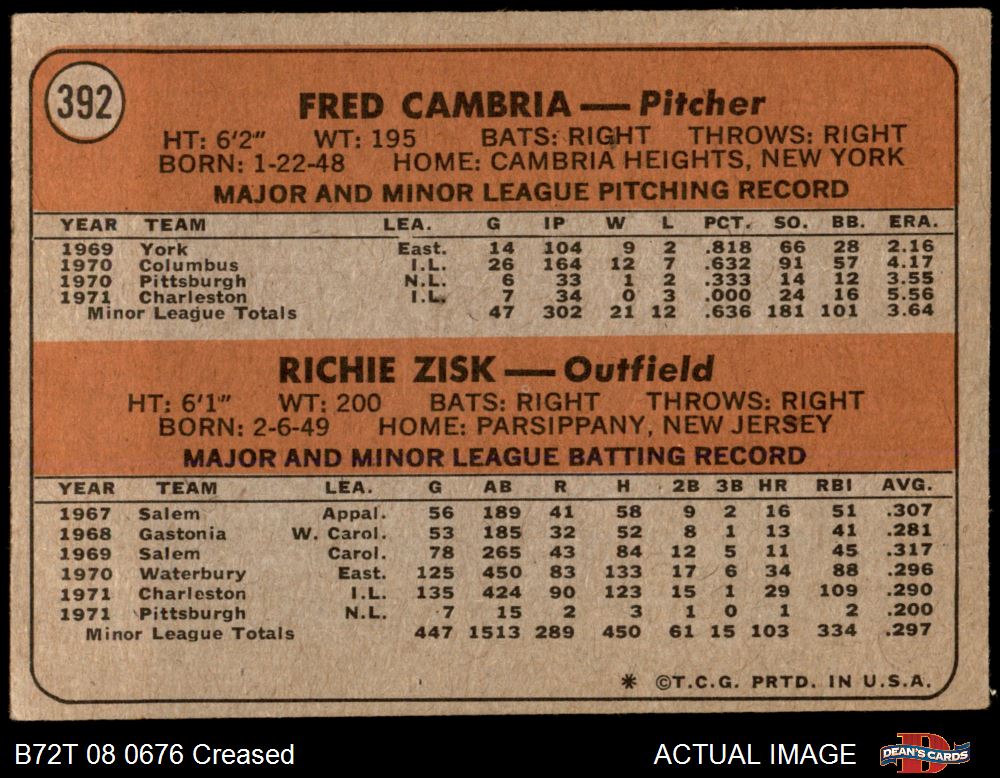 392
FRED CAMBRIA — Pitcher
HT: 6'2" WT: 195 BATS: RIGHT THROWS: RIGHT
BORN: 1-22-48 HOME: CAMBRIA HEIGHTS, NEW YORK
MAJOR AND MINOR LEAGUE PITCHING RECORD
YEAR TEAM LEA. G IP W L PCT. SO. BB. ERA.
1969 York East. 14 104 9 2 .818 66 28 2.16
1970 Columbus I.L. 26 164 12 7 .632 91 57 4.17
1970 Pittsburgh N.L. 6 33 1 2 .333 14 12 3.55
1971 Charleston I.L. 7 34 0 3 .000 24 16 5.56
Minor League Totals 47 302 21 12 .636 181 101 3.64
RICHIE ZISK — Outfield
HT: 6'1" WT: 200 BATS: RIGHT THROWS: RIGHT
BORN: 2-6-49 HOME: PARSIPPANY, NEW JERSEY
MAJOR AND MINOR LEAGUE BATTING RECORD
YEAR TEAM LEA. G AB R H 2B 3B HR RBI AVG.
1967 Salem Appal. 56 189 41 58 9 2 16 51 .307
1968 Gastonia W. Carol. 53 185 32 52 8 1 13 41 .281
1969 Salem Carol. 78 265 43 84 12 5 11 45 .317
1970 Waterbury East. 125 450 83 133 17 6 34 88 .296
1971 Charleston I.L. 135 424 90 123 15 1 29 109 .290
1971 Pittsburgh N.L. 7 15 2 3 1 0 1 2 .200
Minor League Totals 447 1513 289 450 61 15 103 334 .297
* ©T.C.G. PRTD. IN U.S.A.
B72T 08 0676 Creased ACTUAL IMAGE DEAN'S CARDS